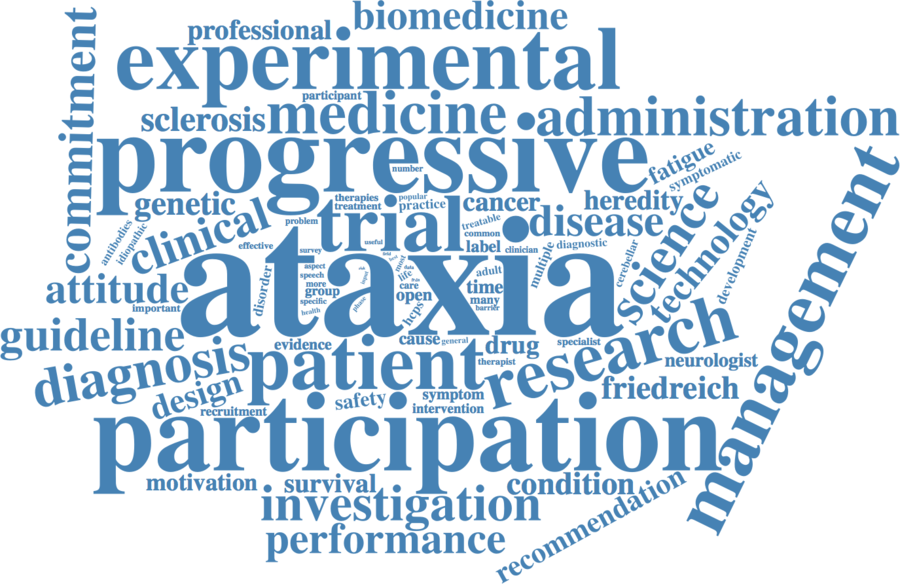 biomedicine
professional
commitment
experimental
participant
sclerosis
medicine
administration
progressive
number
fatigue
symptomatic
management
genetic
therapies
treatment
popular
practice
cancer
heredity
science
technology
antibodies
idiopathic
clinical
problem
trial
treatable
common
disease
effective
survey
useful
label
clinician
multiple
diagnostic
cerebellar
development
attitude
important
ataxia
disorder
aspect
speech
more
group
specific
health
risk
phase
most
data
life
care
open
hcps
adult
time
many
barrier
guideline
evidence
cause
general
drug
specialist
research
diagnosis
patient
therapist
neurologist
design
recruitment
safety
symptom
intervention
friedreich
participation
motivation
survival
condition
investigation
recommendation
performance